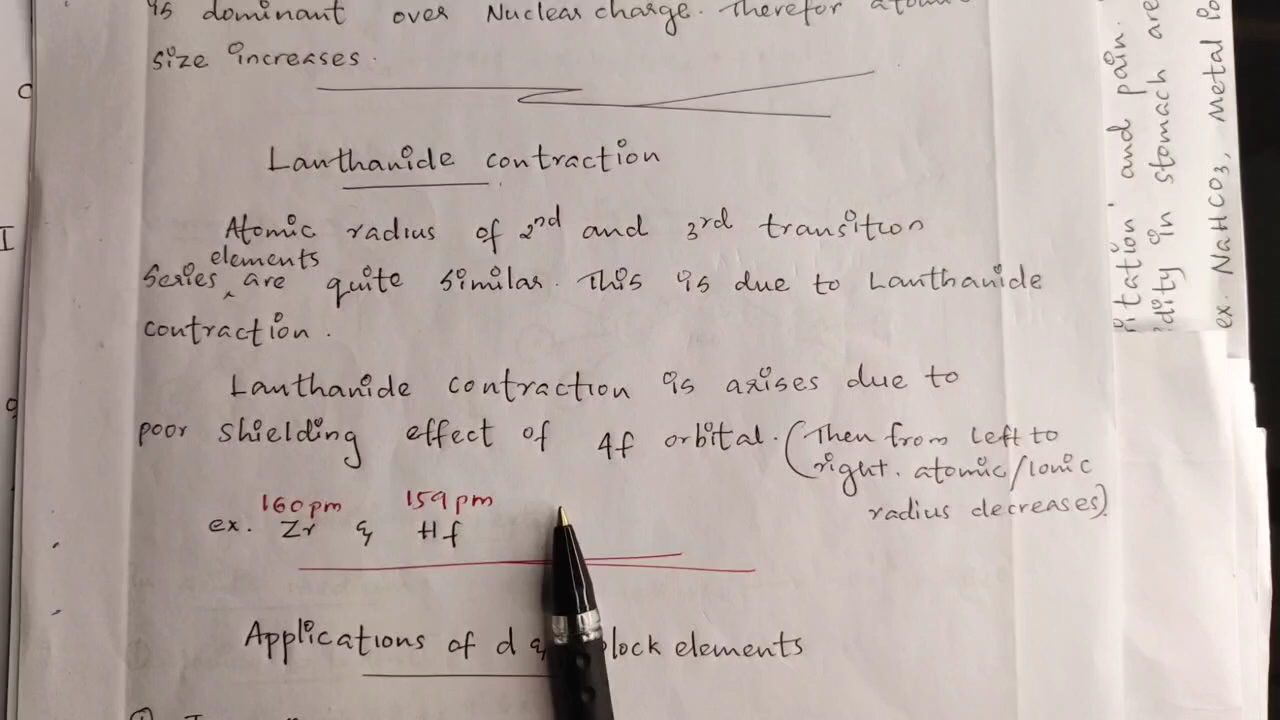 is dominant over Nuclear charge. Therefor
size increases.
Lanthanide contraction
Atomic radius of 2nd and 3rd transition
elements
series, are quite similar. This is due to Lanthanide
contraction.
Lanthanide contraction is arises due to
poor shielding effect of 4f orbital. (Then from left to
right. atomic/Ionic
radius decreases)
160pm 159pm
ex. Zr & Hf
Applications of d & block elements
and pain.
in stomach are
ex. NaHCO3, Metal